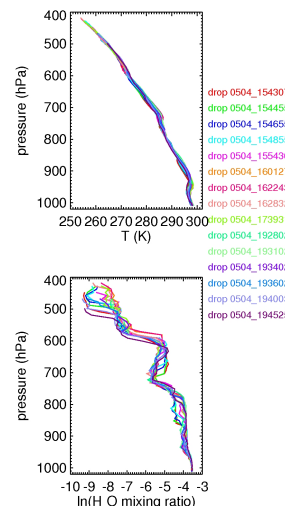 400
500
600
700
800
900
1000
pressure (hPa)
250 260 270 280 290 300
T (K)
drop 0504_15430
drop 0504_15445
drop 0504_15465
drop 0504_15485
drop 0504_15543
drop 0504_16012
drop 0504_16224
drop 0504_16283
drop 0504_17393
drop 0504_19280
drop 0504_19310
drop 0504_19340
drop 0504_19360
drop 0504_19400
drop 0504_19452
400
500
600
700
800
900
1000
pressure (hPa)
-10 -9 -8 -7 -6 -5 -4 -3
ln(H O mixing ratio)